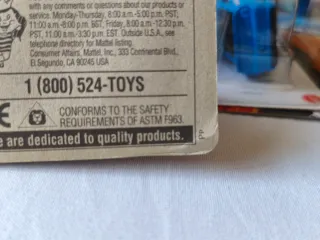 with any comments or questions about our products or
service. Monday-Thursday, 8:00 a.m. -5:00 p.m. PST,
11:00 a.m. -8:00 p.m. EST, Friday, 8:00 a.m.-12:30 p.m.
PST, 11:00 a.m. -3:30 p.m. EST. Outside U.S.A., see
telephone directory for Mattel listing.
Consumer Affairs, Mattel, Inc., 333 Continental Blvd.,
El Segundo, CA 90245 USA
1 (800) 524-TOYS
CE
CONFORMS TO THE SAFETY
REQUIREMENTS OF ASTM F963.
are dedicated to quality products.